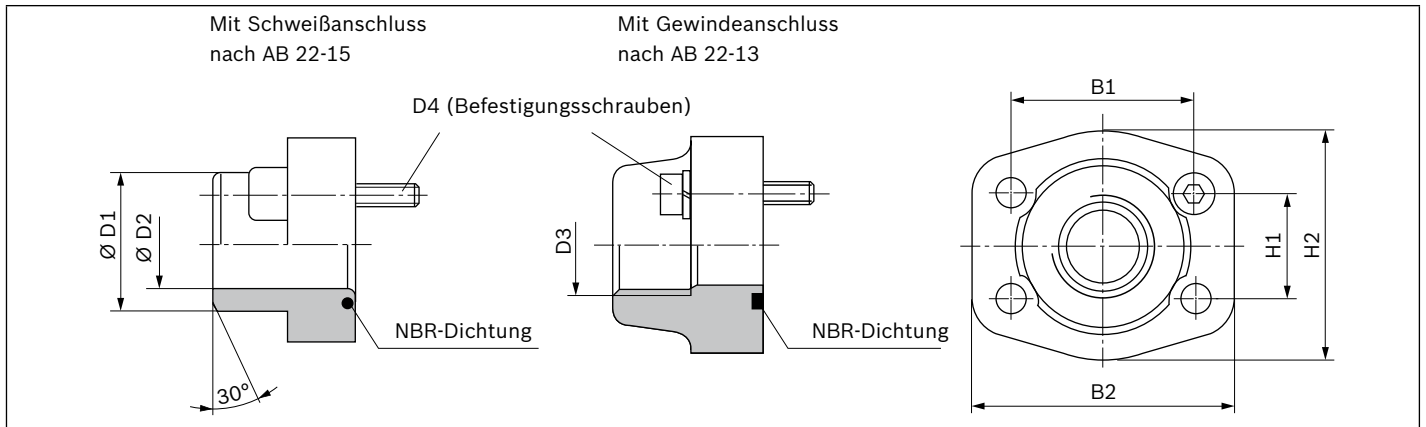 Mit Schweißanschluss
nach AB 22-15
Mit Gewindeanschluss
nach AB 22-13
D4 (Befestigungsschrauben)
B1
Ø D1
Ø D2
D3
H1
H2
NBR-Dichtung
NBR-Dichtung
30°
B2